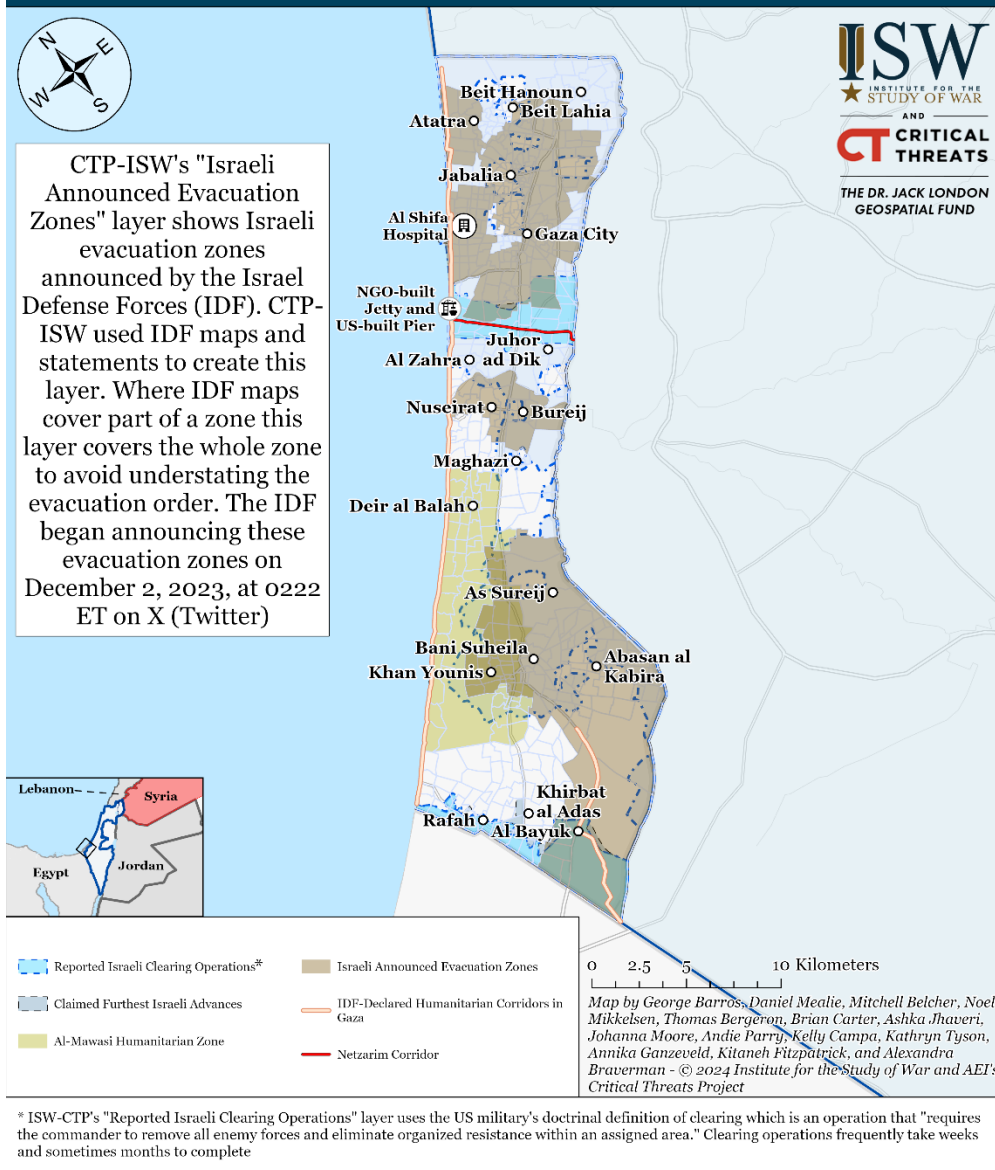 N
E
W
S
ISW
INSTITUTE FOR THE
STUDY OF WAR
AND
CT CRITICAL
THREATS
THE DR. JACK LONDON
GEOSPATIAL FUND
CTP-ISW's "Israeli
Announced Evacuation
Zones" layer shows Israeli
evacuation zones
announced by the Israel
Defense Forces (IDF). CTP-
ISW used IDF maps and
statements to create this
layer. Where IDF maps
cover part of a zone this
layer covers the whole zone
to avoid understating the
evacuation order. The IDF
began announcing these
evacuation zones on
December 2, 2023, at 0222
ET on X (Twitter)
Beit Hanoun
Beit Lahia
Atatra
Jabalia
Al Shifa
Hospital
Gaza City
NGO-built
Jetty and
US-built Pier
Juhor
ad Dik
Al Zahra
Nuseirat
Bureij
Maghazi
Deir al Balah
As Sureij
Bani Suheila
Khan Younis
Abasan al
Kabira
Khirbat
al Adas
Rafah
Al Bayuk
Lebanon
Syria
Egypt
Jordan
Reported Israeli Clearing Operations*
Claimed Furthest Israeli Advances
Al-Mawasi Humanitarian Zone
Israeli Announced Evacuation Zones
IDF-Declared Humanitarian Corridors in
Gaza
Netzarim Corridor
0 2.5 5 10 Kilometers
Map by George Barros, Daniel Mealie, Mitchell Belcher, Noel
Mikkelsen, Thomas Bergeron, Brian Carter, Ashka Jhaveri,
Johanna Moore, Andie Parry, Kelly Campa, Kathryn Tyson,
Annika Ganzeveld, Kitaneh Fitzpatrick, and Alexandra
Braverman - © 2024 Institute for the Study of War and AEI's
Critical Threats Project
* ISW-CTP's "Reported Israeli Clearing Operations" layer uses the US military's doctrinal definition of clearing which is an operation that "requires
the commander to remove all enemy forces and eliminate organized resistance within an assigned area." Clearing operations frequently take weeks
and sometimes months to complete